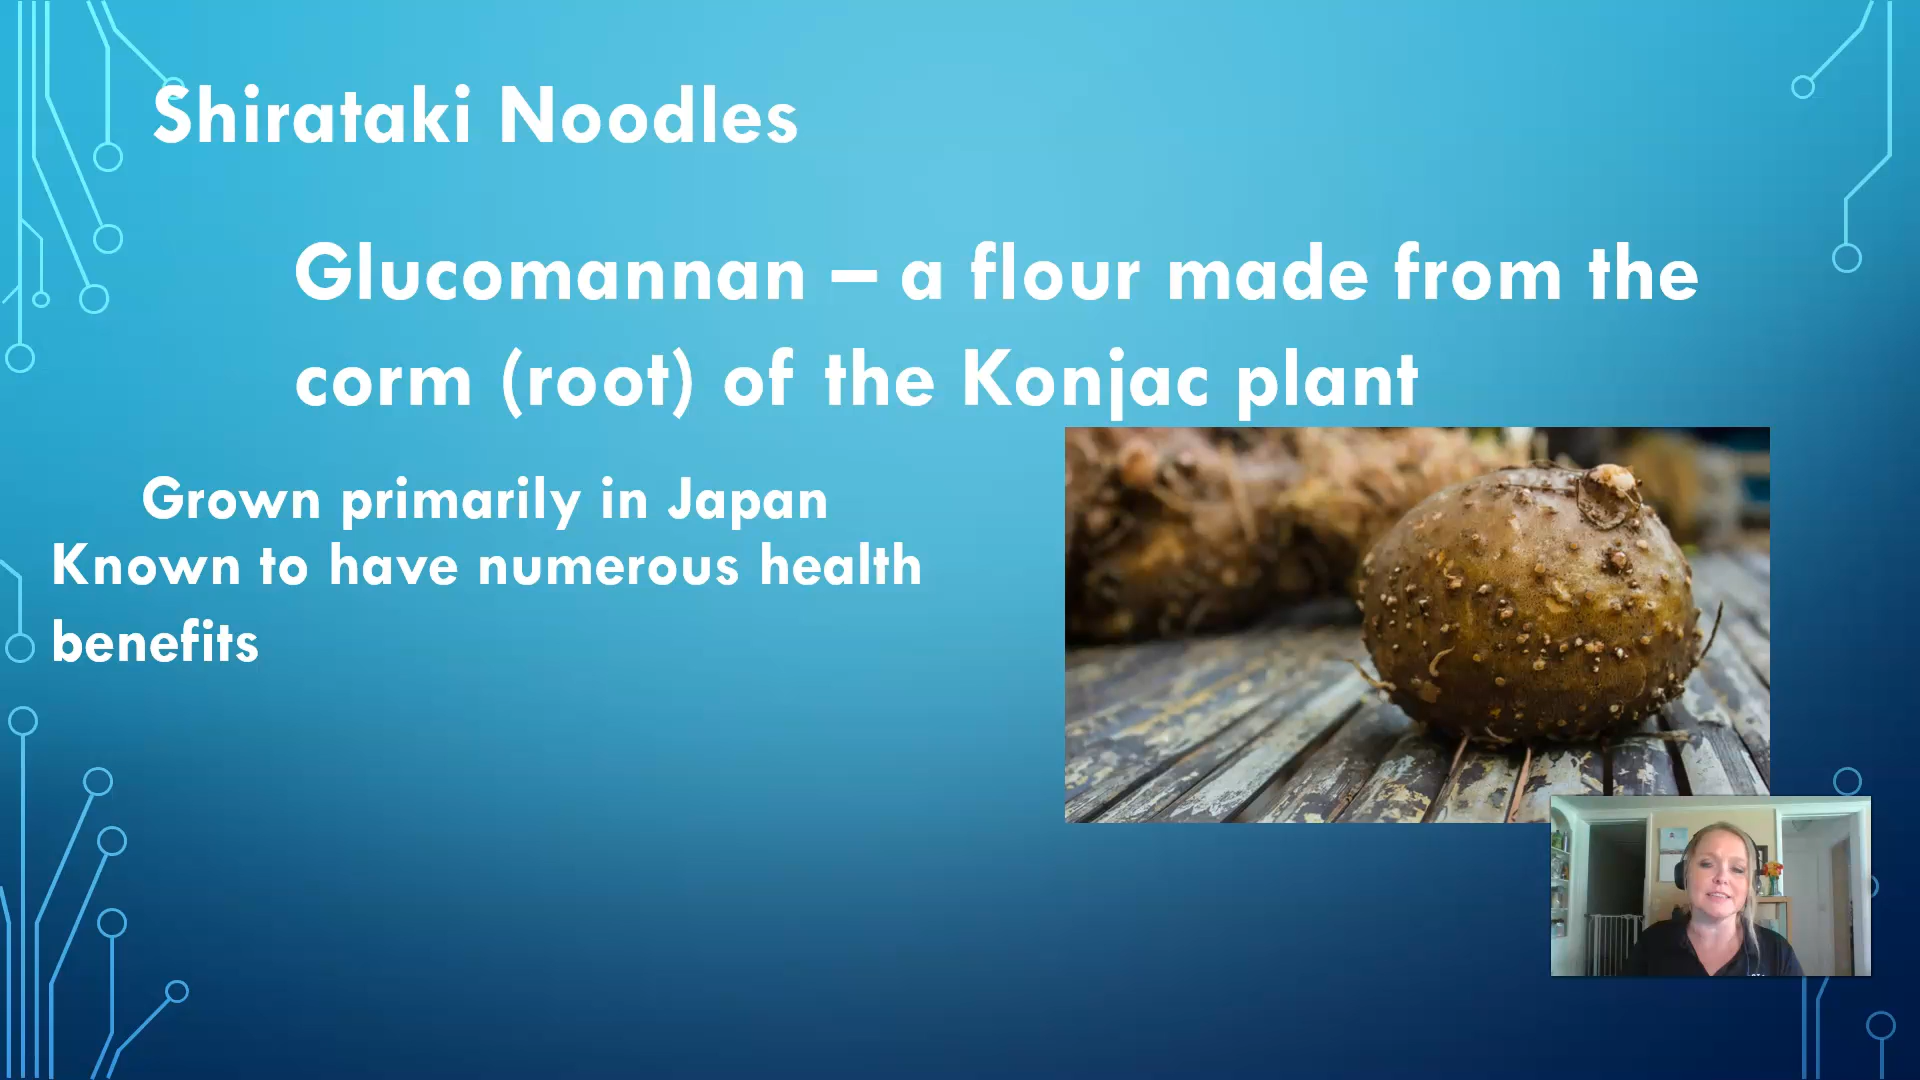 Shirataki Noodles
Glucomannan – a flour made from the
corm (root) of the Konjac plant
Grown primarily in Japan
Known to have numerous health
benefits